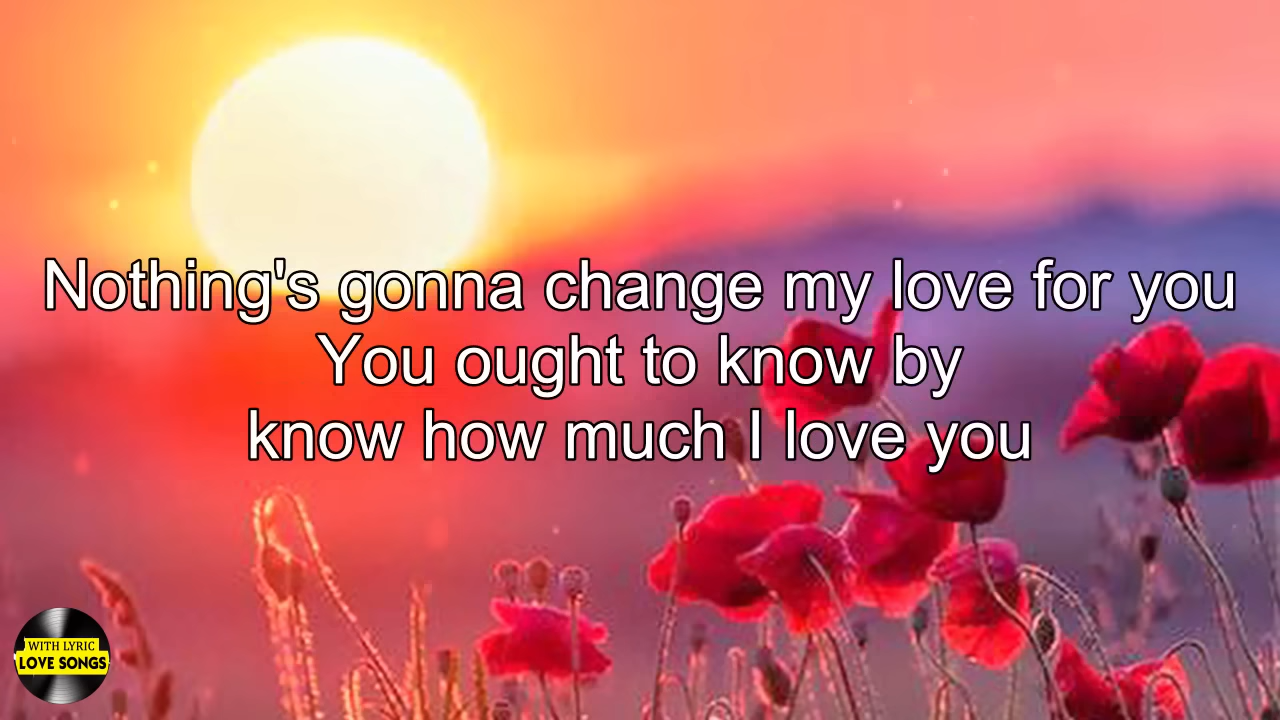 Nothing's gonna change my love for you
You ought to know by
know how much I love you
WITH LYRIC
LOVE SONGS